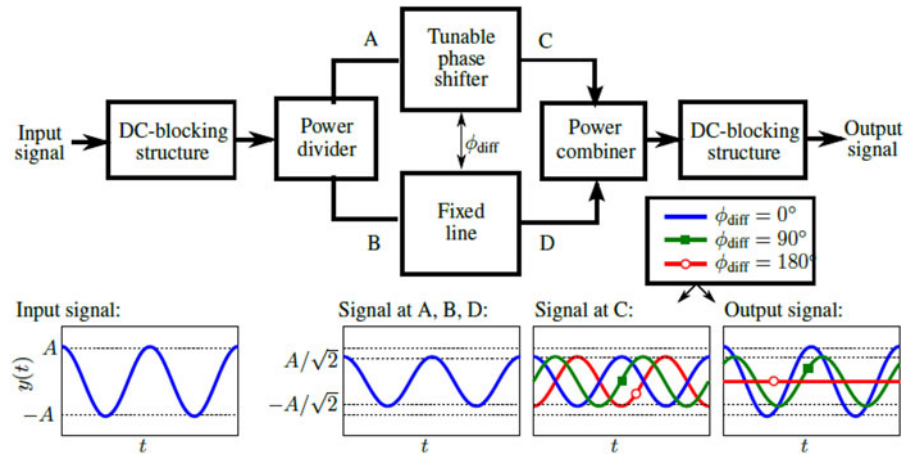 A
Tunable
phase
shifter
C
Input
signal
DC-blocking
structure
Power
divider
ϕdiff
Power
combiner
DC-blocking
structure
Output
signal
B
Fixed
line
D
ϕdiff = 0°
ϕdiff = 90°
ϕdiff = 180°
Input signal:
Signal at A, B, D:
Signal at C:
Output signal:
y(t)
A
−A
t
A/√2
−A/√2
t
t
t